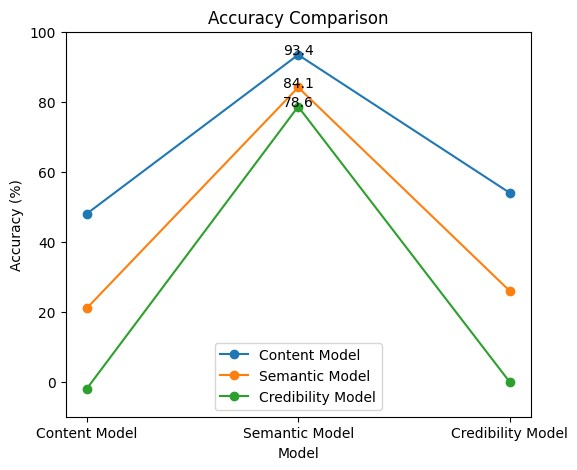 Accuracy Comparison
100
80
60
40
20
0
Accuracy (%)
93.4
84.1
78.6
Content Model
Semantic Model
Credibility Model
Content Model
Semantic Model
Credibility Model
Model